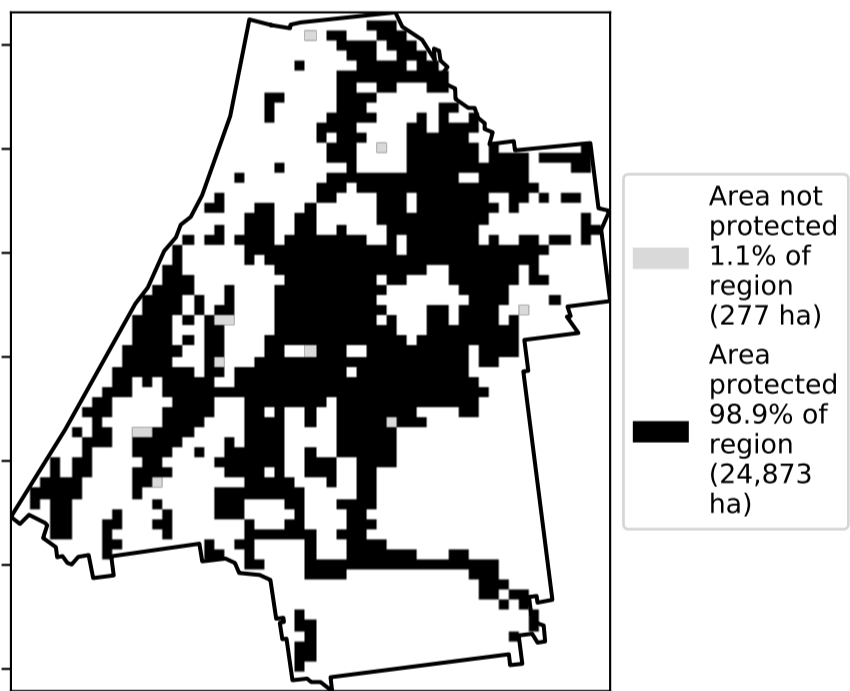 Area not
protected
1.1% of
region
(277 ha)
Area
protected
98.9% of
region
(24,873
ha)